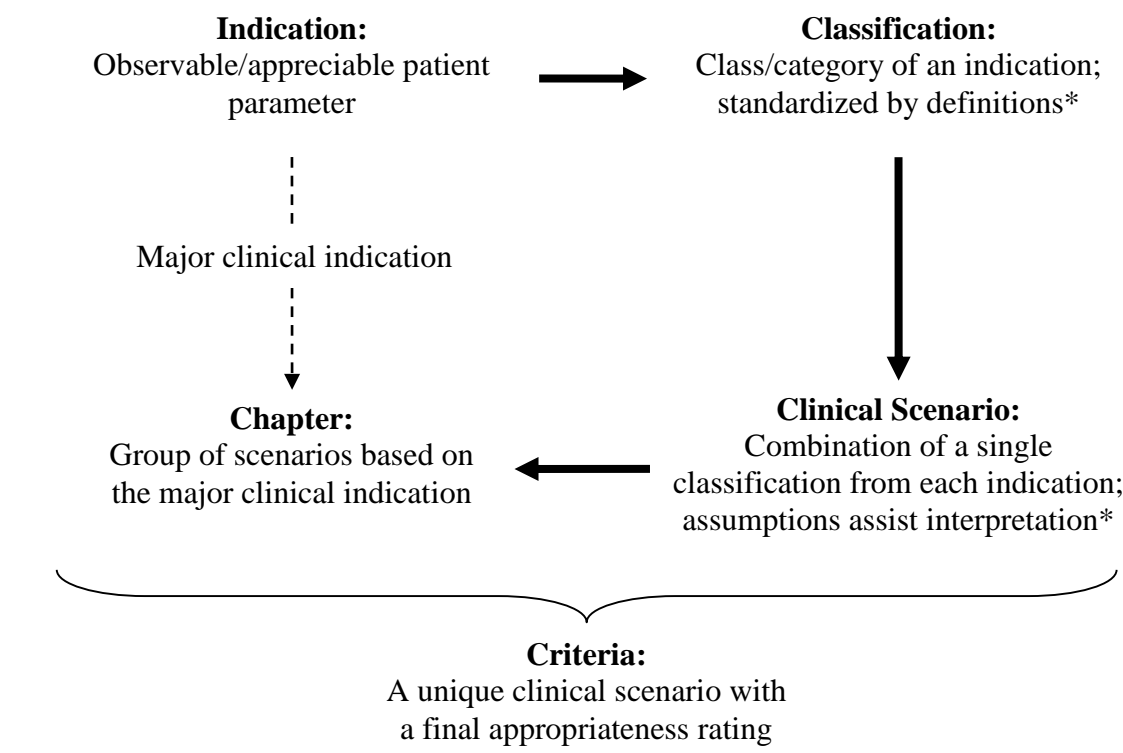 Indication:
Observable/appreciable patient
parameter
Classification:
Class/category of an indication;
standardized by definitions*
Major clinical indication
Chapter:
Group of scenarios based on
the major clinical indication
Clinical Scenario:
Combination of a single
classification from each indication;
assumptions assist interpretation*
Criteria:
A unique clinical scenario with
a final appropriateness rating